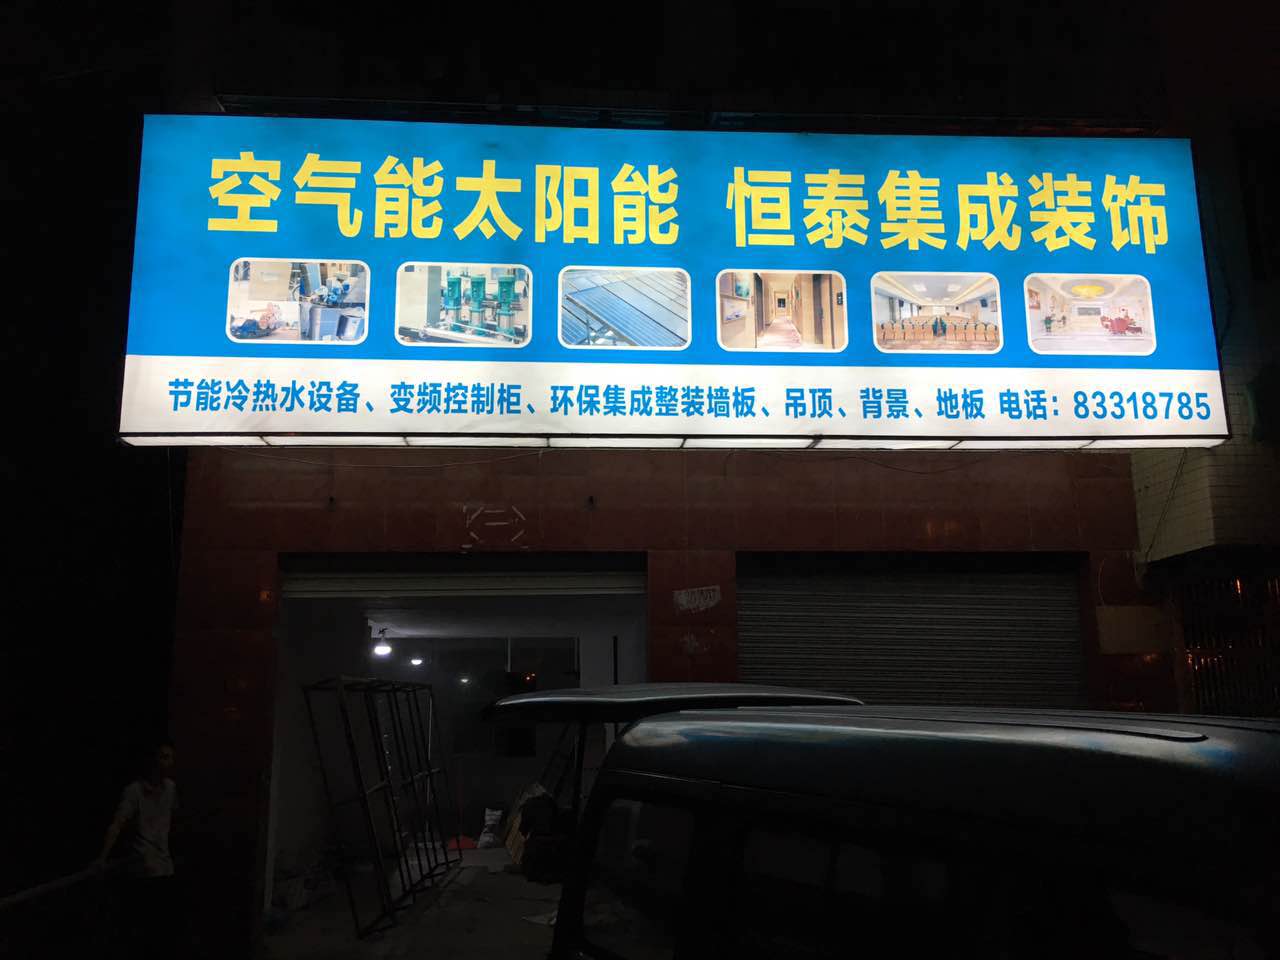 空气能太阳能 恒泰集成装饰
节能冷热水设备、变频控制柜、环保集成整装墙板、吊顶、背景、地板 电话：83318785